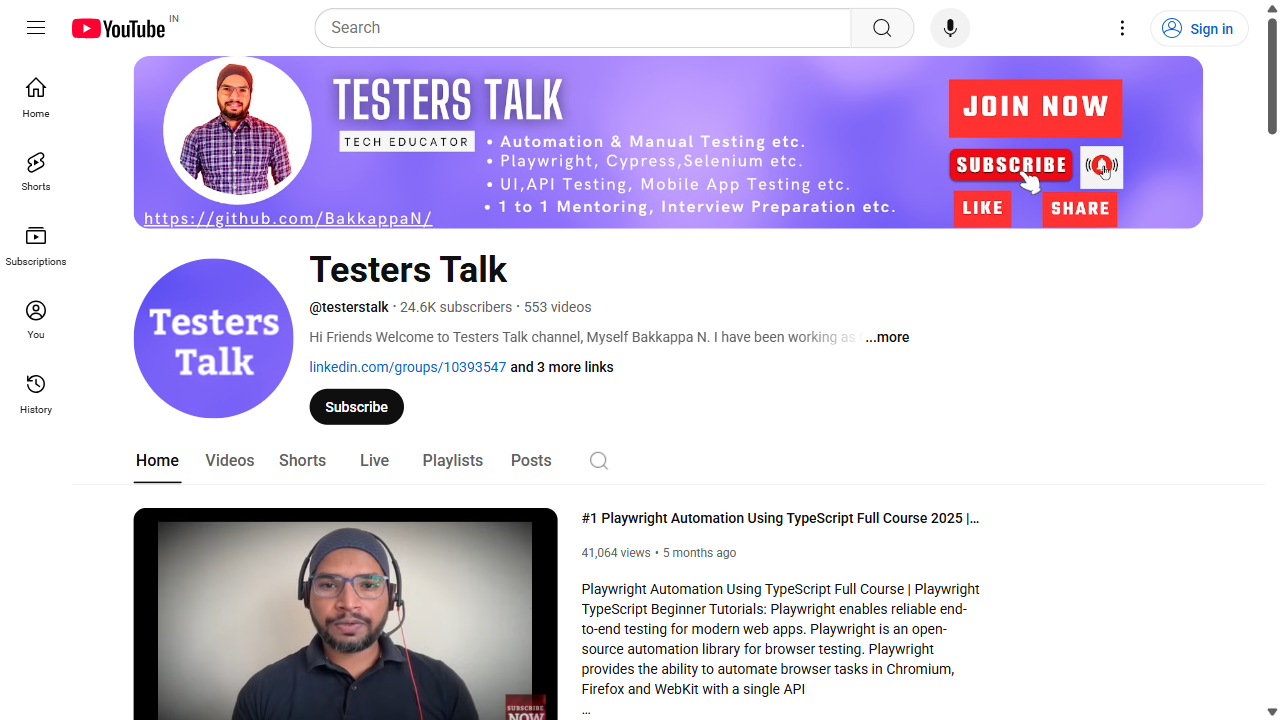 YouTube IN
Search
Sign in
Home
Shorts
Subscriptions
You
History
TESTERS TALK
TECH EDUCATOR
• Automation & Manual Testing etc.
• Playwright, Cypress,Selenium etc.
• UI,API Testing, Mobile App Testing etc.
• 1 to 1 Mentoring, Interview Preparation etc.
https://github.com/BakkappaN/
JOIN NOW
SUBSCRIBE
LIKE
SHARE
Testers
Talk
Testers Talk
@testerstalk • 24.6K subscribers • 553 videos
Hi Friends Welcome to Testers Talk channel, Myself Bakkappa N. I have been working as ...more
linkedin.com/groups/10393547 and 3 more links
Subscribe
Home
Videos
Shorts
Live
Playlists
Posts
#1 Playwright Automation Using TypeScript Full Course 2025 |...
41,064 views • 5 months ago
Playwright Automation Using TypeScript Full Course | Playwright
TypeScript Beginner Tutorials: Playwright enables reliable end-
to-end testing for modern web apps. Playwright is an open-
source automation library for browser testing. Playwright
provides the ability to automate browser tasks in Chromium,
Firefox and WebKit with a single API
...
SUBSCRIBE
NOW